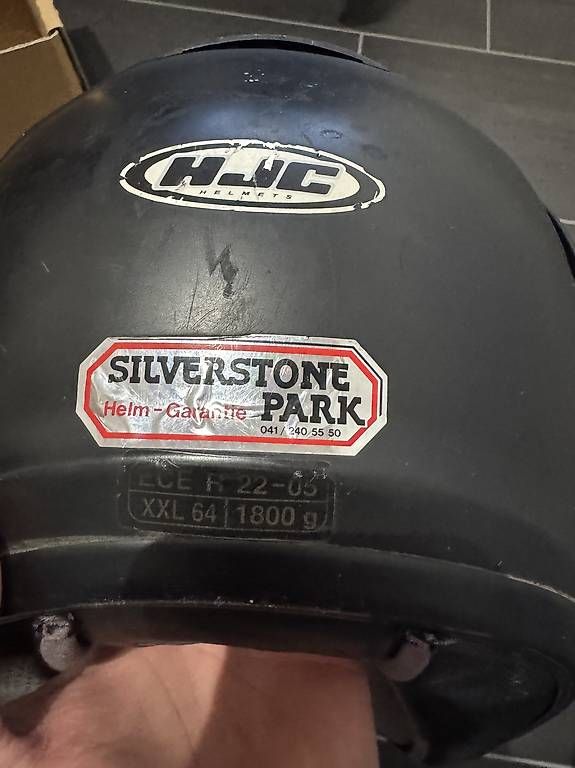 HJC
HELMETS
SILVERSTONE
Helm-Garantie PARK
041/240 55 50
ECE R 22-05
XXL 64 1800 g